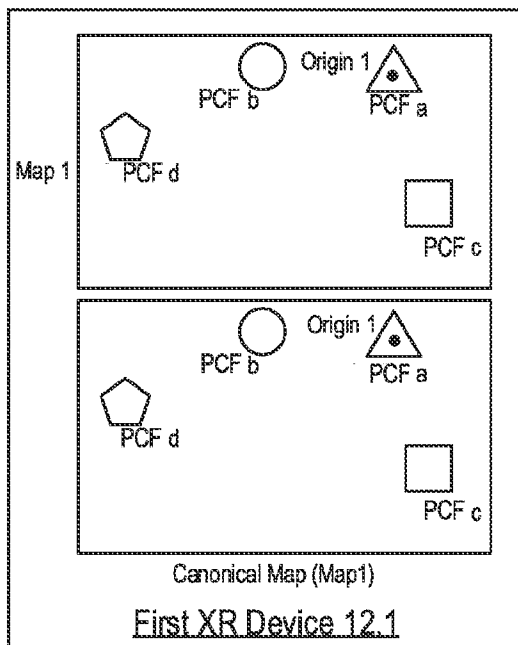 Origin 1
PCF b
PCF a
PCF d
Map 1
PCF c
Origin 1
PCF b
PCF a
PCF d
PCF c
Canonical Map (Map1)
First XR Device 12.1